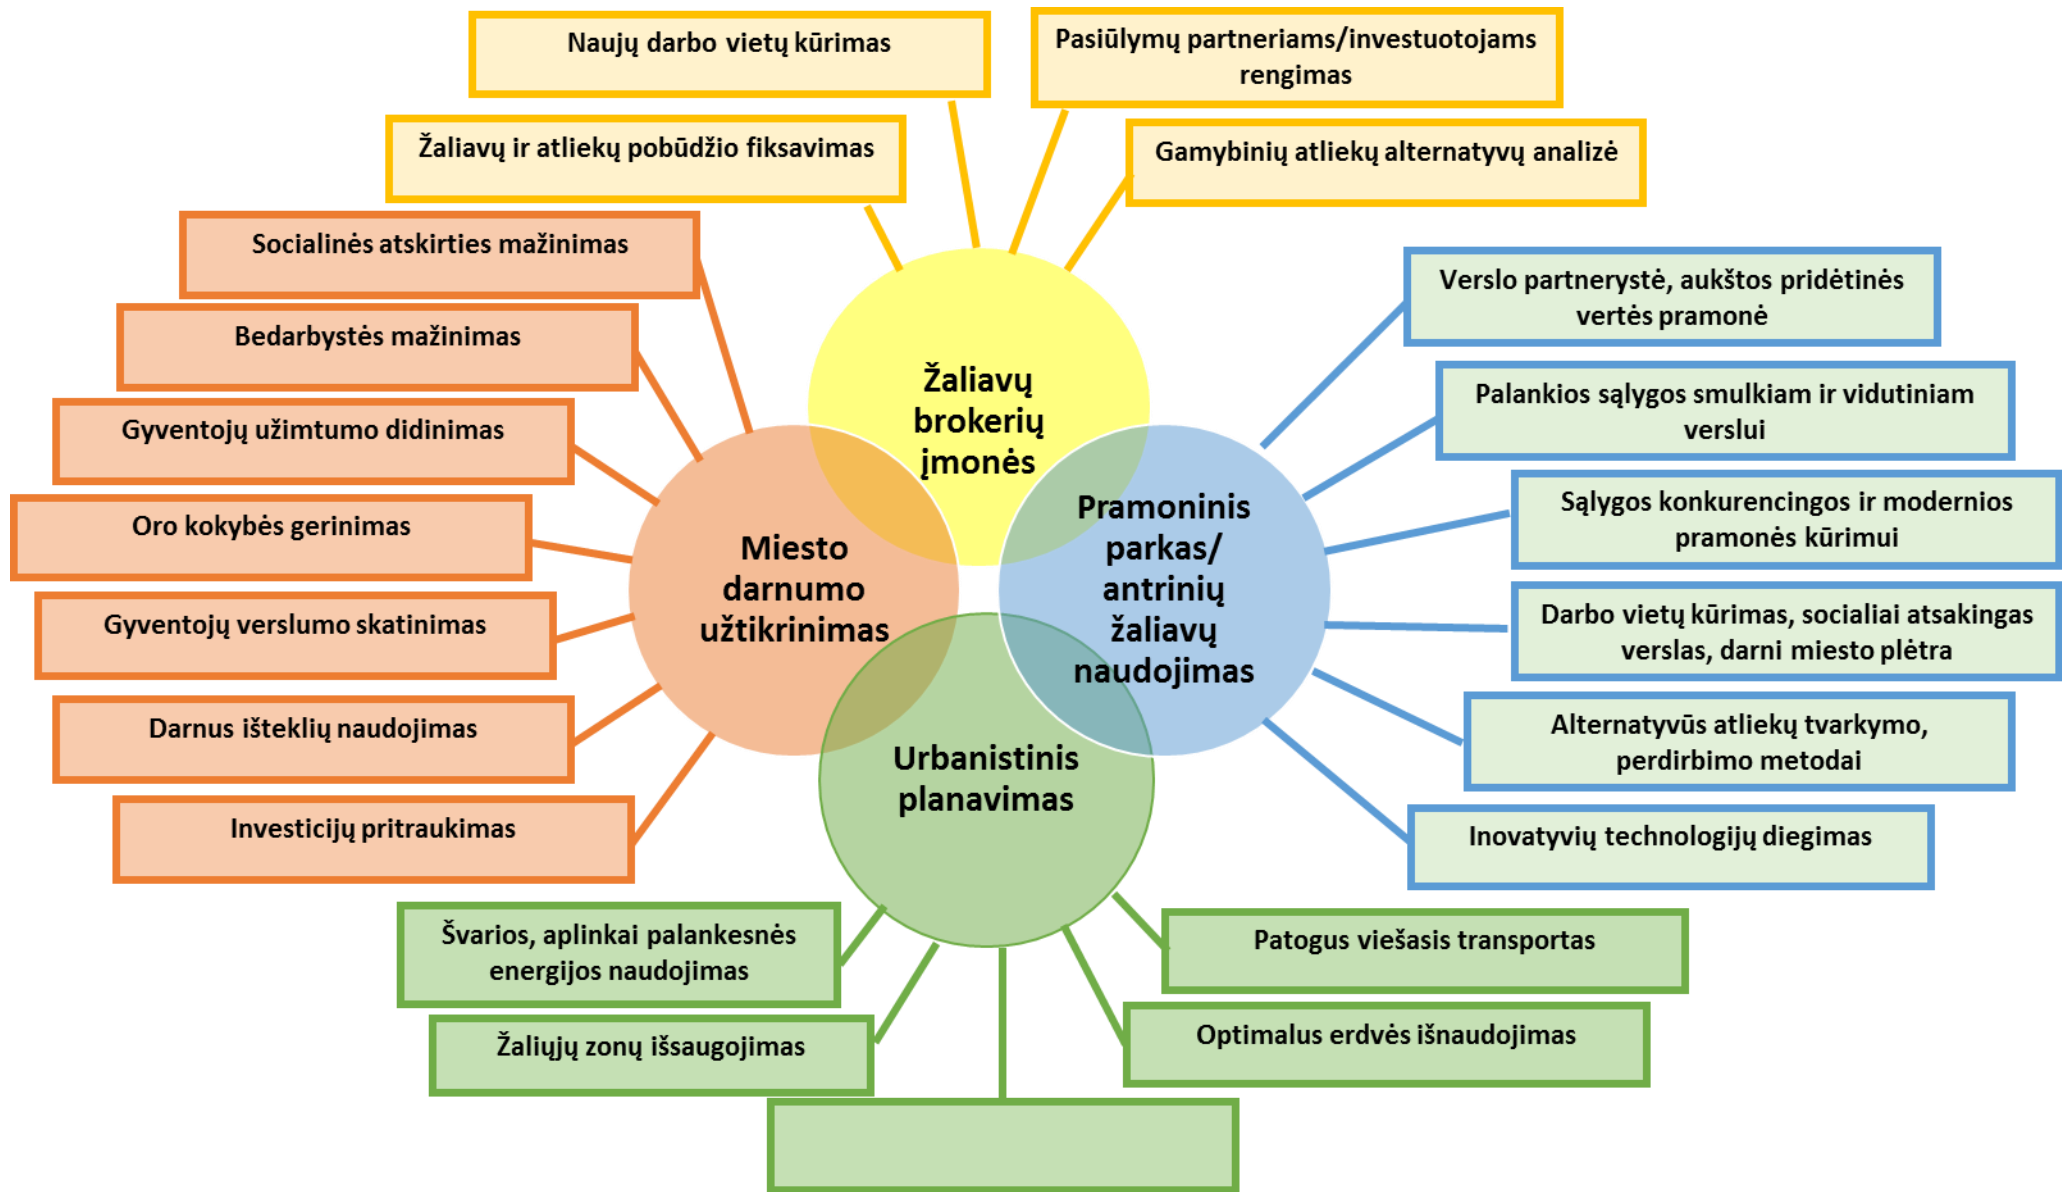 Naujų darbo vietų kūrimas
Pasiūlymų partneriams/investuotojams
rengimas
Žaliavų ir atliekų pobūdžio fiksavimas
Gamybinių atliekų alternatyvų analizė
Socialinės atskirties mažinimas
Bedarbystės mažinimas
Gyventojų užimtumo didinimas
Oro kokybės gerinimas
Gyventojų verslumo skatinimas
Darnus išteklių naudojimas
Investicijų pritraukimas
Žaliavų
brokerių
įmonės
Miesto
darnumo
užtikrinimas
Pramoninis
parkas/
antrinių
žaliavų
naudojimas
Urbanistinis
planavimas
Verslo partnerystė, aukštos pridėtinės
vertės pramonė
Palankios sąlygos smulkiam ir vidutiniam
verslui
Sąlygos konkurencingos ir modernios
pramonės kūrimui
Darbo vietų kūrimas, socialiai atsakingas
verslas, darni miesto plėtra
Alternatyvūs atliekų tvarkymo,
perdirbimo metodai
Inovatyvių technologijų diegimas
Švarios, aplinkai palankesnės
energijos naudojimas
Žaliųjų zonų išsaugojimas
Patogus viešasis transportas
Optimalus erdvės išnaudojimas